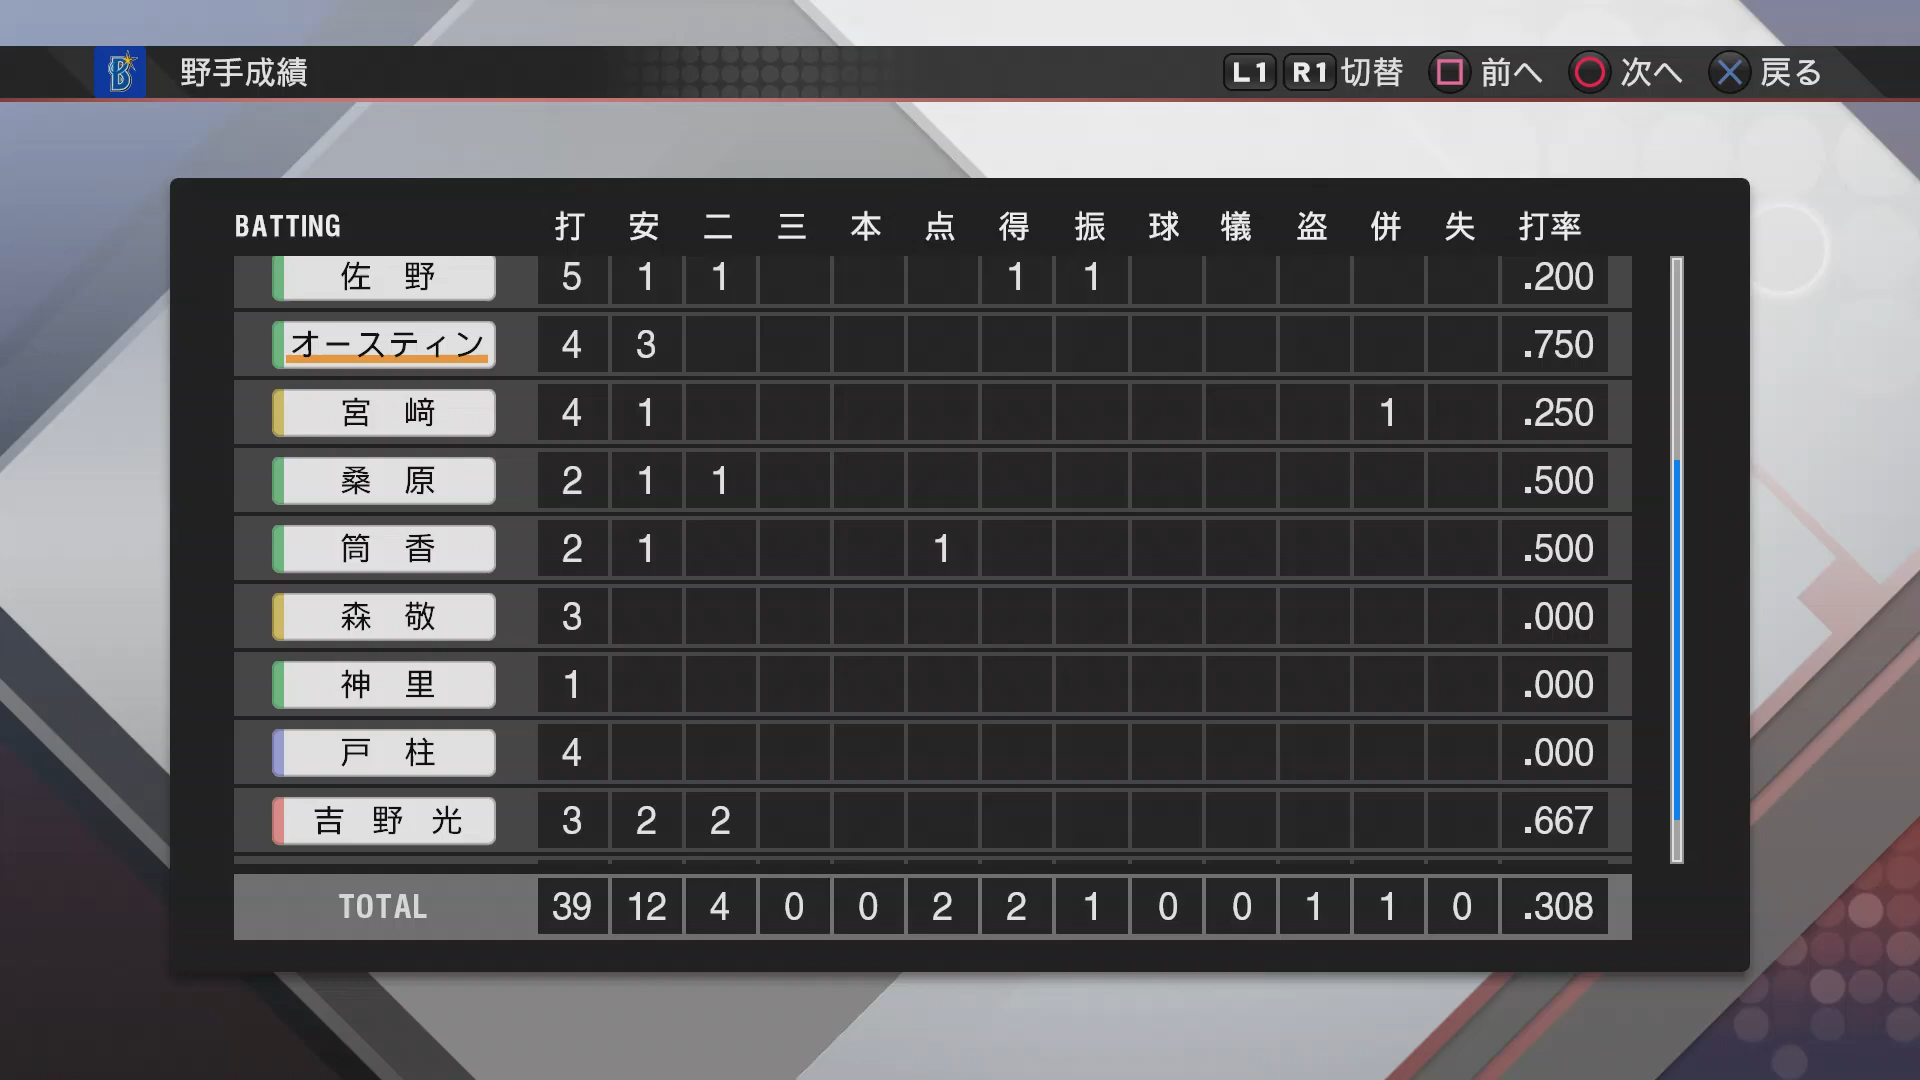 野手成績 L1 R1 切替 前へ 次へ 戻る
BATTING 打 安 二 三 本 点 得 振 球 犠 盗 併 失 打率
佐野 5 1 1 1 1 .200
オースティン 4 3 .750
宮﨑 4 1 1 .250
桑原 2 1 1 .500
筒香 2 1 1 .500
森敬 3 .000
神里 1 .000
戸柱 4 .000
吉野光 3 2 2 .667
TOTAL 39 12 4 0 0 2 2 1 0 0 1 1 0 .308